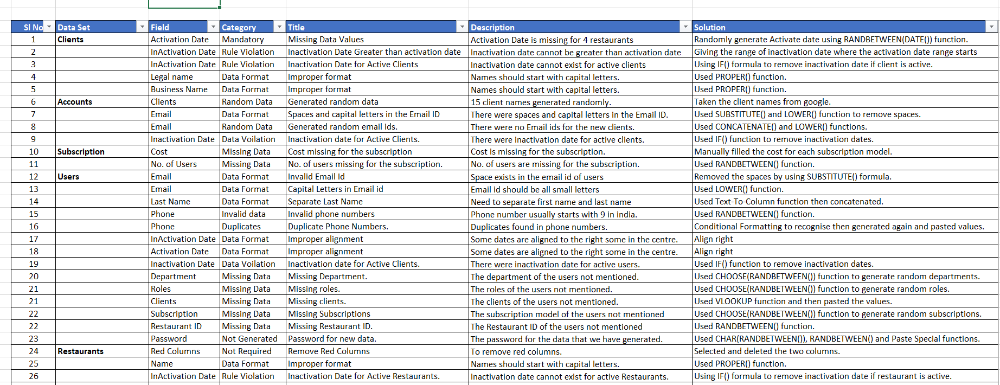 Sl No Data Set Field Category Title Description Solution
1 Clients Activation Date Mandatory Missing Data Values Activation Date is missing for 4 restaurants Randomly generate Activate date using RANDBETWEEN(DATE()) function.
2 InActivation Date Rule Violation Inactivation Date Greater than activation date Inactivation date cannot be greater than activation date Giving the range of inactivation date where the activation date range starts
3 InActivation Date Rule Violation Inactivation Date for Active Clients Inactivation date cannot exist for active clients Using IF() formula to remove inactivation date if client is active.
4 Legal name Data Format Improper format Names should start with capital letters. Used PROPER() function.
5 Business Name Data Format Improper format Names should start with capital letters. Used PROPER() function.
6 Accounts Clients Random Data Generated random data 15 client names generated randomly. Taken the client names from google.
7 Email Data Format Spaces and capital letters in the Email ID There were spaces and capital letters in the Email ID. Used SUBSTITUTE() and LOWER() function to remove spaces.
8 Email Random Data Generated random email ids. There were no Email ids for the new clients. Used CONCATENATE() and LOWER() functions.
9 Inactivation Date Data Voilation Inactivation date for Active Clients. There were inactivation date for active clients. Used IF() function to remove inactivation dates.
10 Subscription Cost Missing Data Cost missing for the subscription Cost is missing for the subscription. Manually filled the cost for each subscription model.
11 No. of Users Missing Data No. of users missing for the subscription. No. of users are missing for the subscription. Used RANDBETWEEN() function.
12 Users Email Data Format Invalid Email Id Space exists in the email id of users Removed the spaces by using SUBSTITUTE() formula.
13 Email Data Format Capital Letters in Email id Email id should be all small letters Used LOWER() function.
14 Last Name Data Format Separate Last Name Need to separate first name and last name Used Text-To-Column function then concatenated.
15 Phone Invalid data Invalid phone numbers Phone number usually starts with 9 in india. Used RANDBETWEEN() function.
16 Phone Duplicates Duplicate Phone Numbers. Duplicates found in phone numbers. Conditional Formatting to recognise then generated again and pasted values.
17 InActivation Date Data Format Improper alignment Some dates are aligned to the right some in the centre. Align right
18 Activation Date Data Format Improper alignment Some dates are aligned to the right some in the centre. Align right
19 Inactivation Date Data Voilation Inactivation date for Active Clients. There were inactivation date for active users. Used IF() function to remove inactivation dates.
20 Department Missing Data Missing Department. The department of the users not mentioned. Used CHOOSE(RANDBETWEEN()) function to generate random departments.
21 Roles Missing Data Missing roles. The roles of the users not mentioned. Used CHOOSE(RANDBETWEEN()) function to generate random roles.
21 Clients Missing Data Missing clients. The clients of the users not mentioned. Used VLOOKUP function and then pasted the values.
22 Subscription Missing Data Missing Subscriptions The subscription model of the users not mentioned Used CHOOSE(RANDBETWEEN()) function to generate random subscriptions.
22 Restaurant ID Missing Data Missing Restaurant ID. The Restaurant ID of the users not mentioned Used RANDBETWEEN() function.
23 Password Not Generated Password for new data. The password for the data that we have generated. Used CHAR(RANDBETWEEN()), RANDBETWEEN() and Paste Special functions.
24 Restaurants Red Columns Not Required Remove Red Columns To remove red columns. Selected and deleted the two columns.
25 Name Data Format Improper format Names should start with capital letters. Used PROPER() function.
26 InActivation Date Rule Violation Inactivation Date for Active Restaurants. Inactivation date cannot exist for active Restaurants. Using IF() formula to remove inactivation date if restaurant is active.